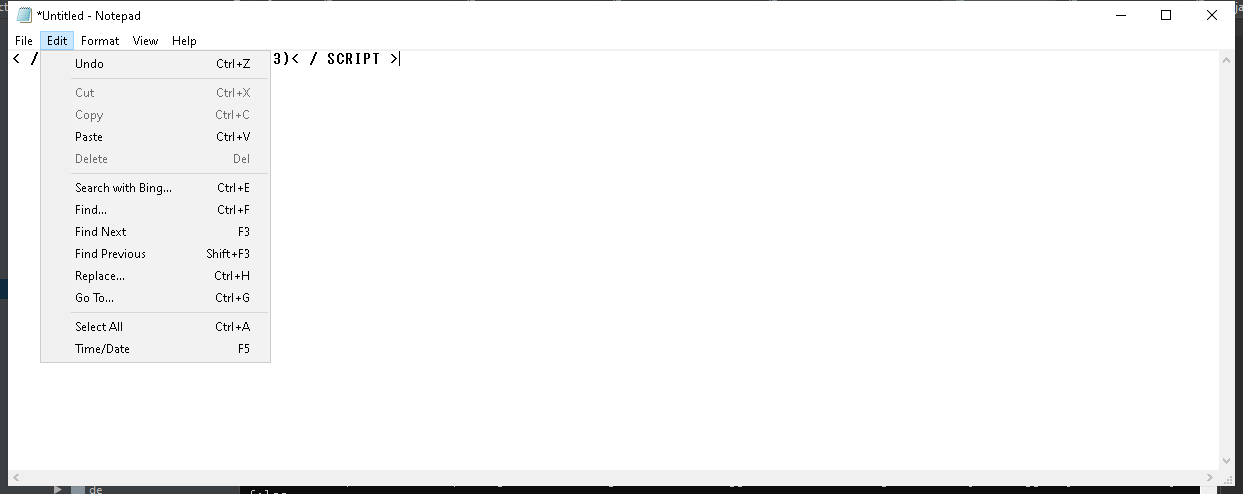 *Untitled - Notepad
File Edit Format View Help
< / 3)< / SCRIPT >
Undo Ctrl+Z
Cut Ctrl+X
Copy Ctrl+C
Paste Ctrl+V
Delete Del
Search with Bing... Ctrl+E
Find... Ctrl+F
Find Next F3
Find Previous Shift+F3
Replace... Ctrl+H
Go To... Ctrl+G
Select All Ctrl+A
Time/Date F5
de